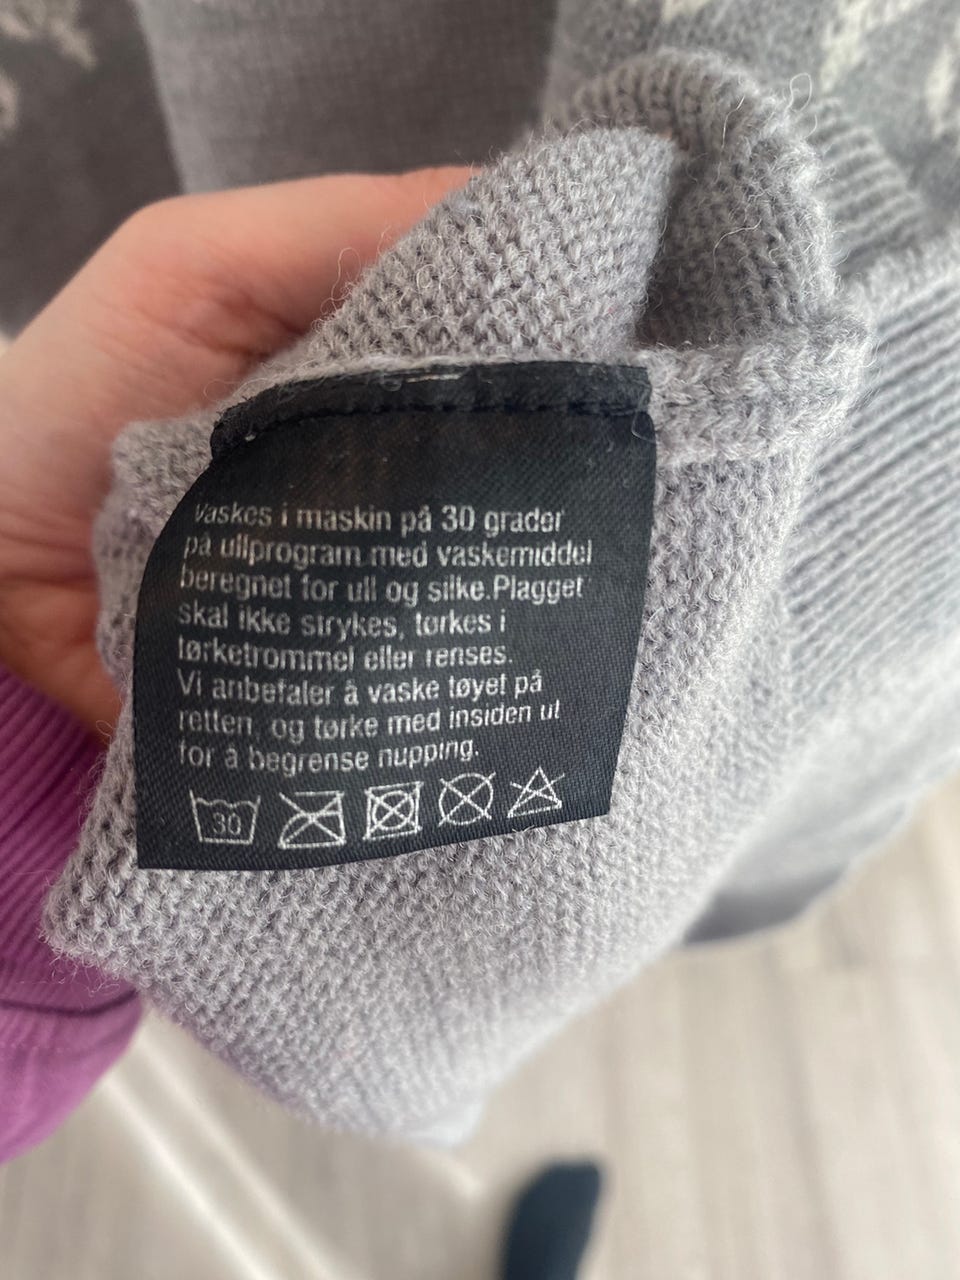 Vaskes i maskin på 30 grader
på ullprogram med vaskemiddel
beregnet for ull og silke.Plagget
skal ikke strykes, tørkes i
tørketrommel eller renses.
Vi anbefaler å vaske tøyet på
retten, og tørke med insiden ut
for å begrense nupping.
30